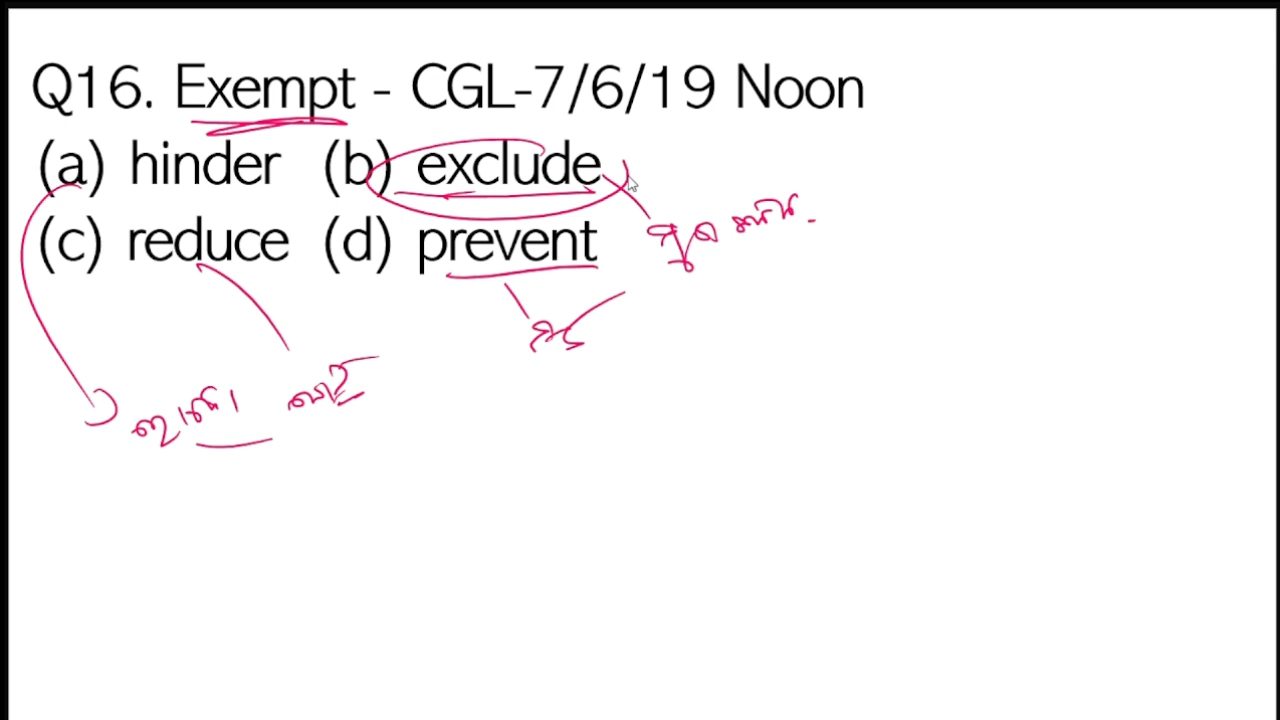 Q16. Exempt - CGL-7/6/19 Noon
(a) hinder (b) exclude
(c) reduce (d) prevent